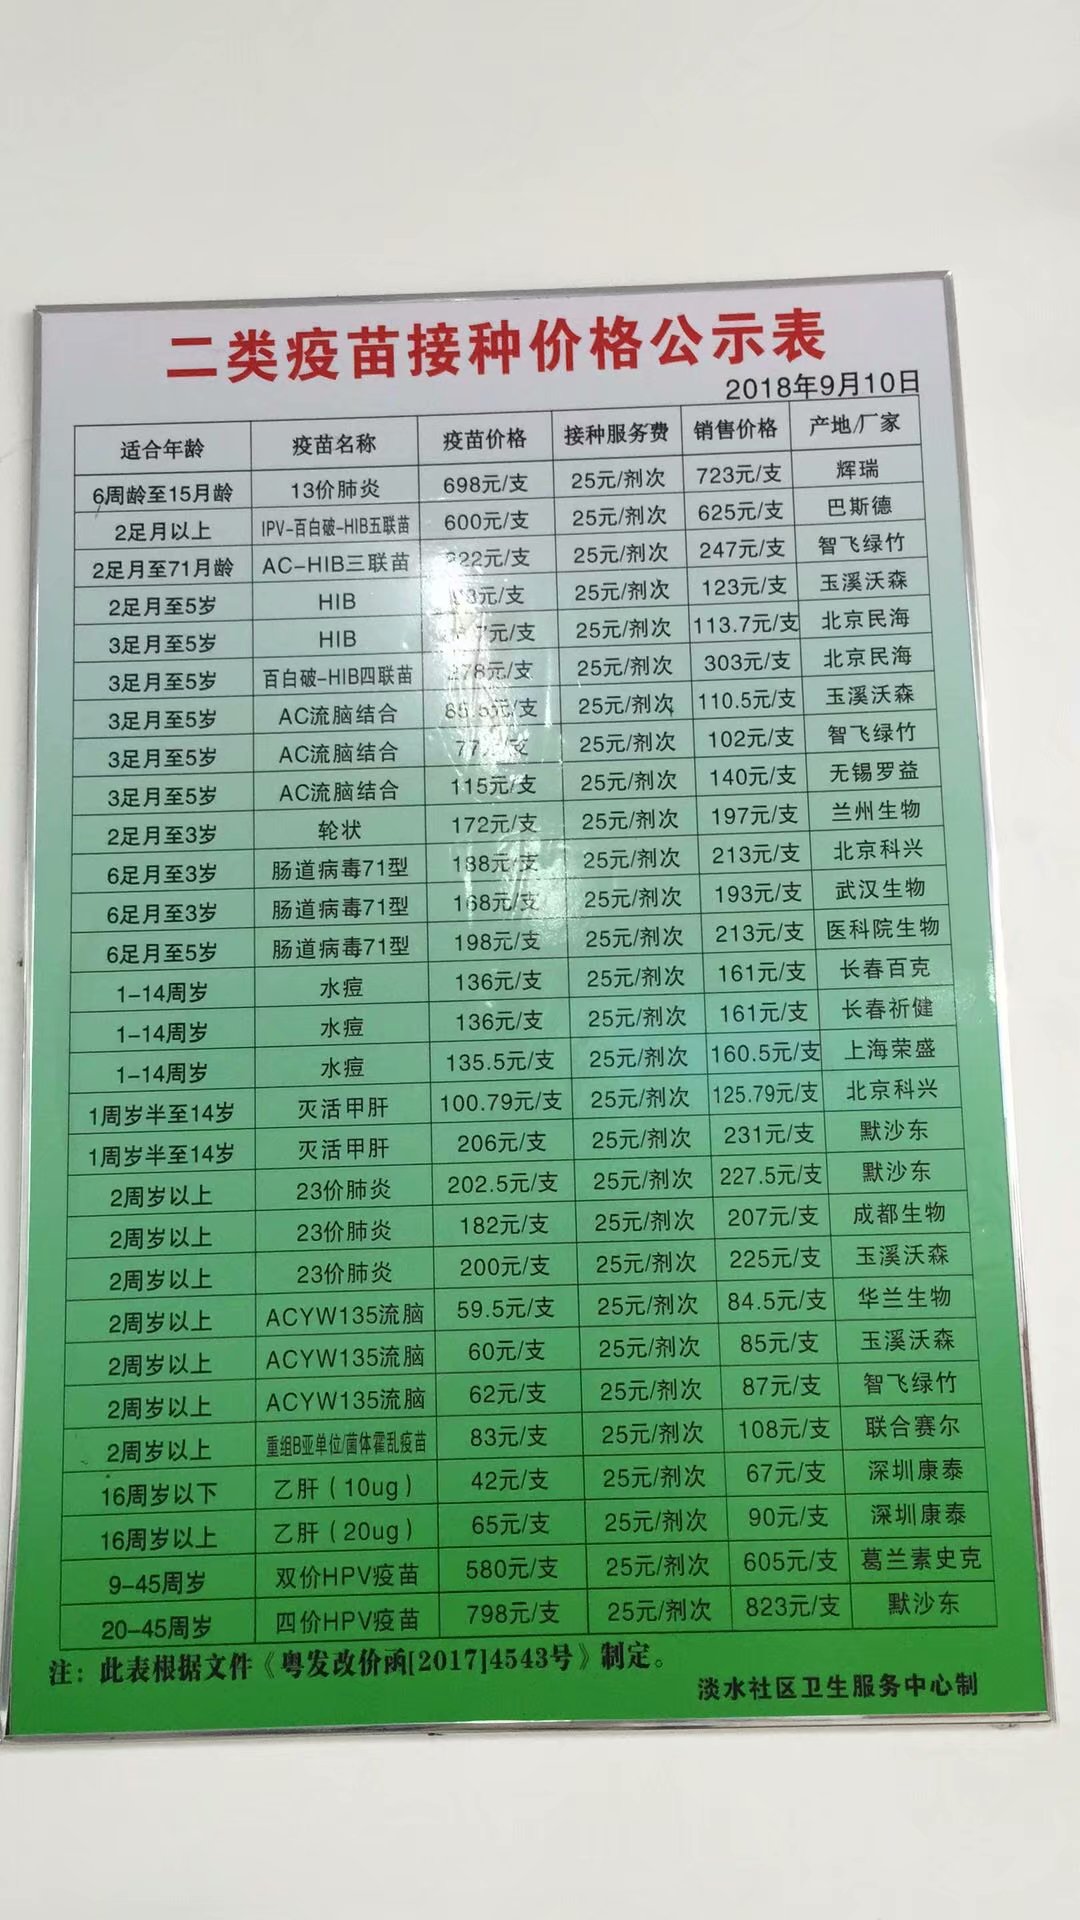 二类疫苗接种价格公示表
2018年9月10日
适合年龄 疫苗名称 疫苗价格 接种服务费 销售价格 产地/厂家
6周龄至15月龄 13价肺炎 698元/支 25元/剂次 723元/支 辉瑞
2足月以上 IPV-百白破-HIB五联苗 600元/支 25元/剂次 625元/支 巴斯德
2足月至71月龄 AC-HIB三联苗 25元/剂次 247元/支 智飞绿竹
2足月至5岁 HIB 25元/剂次 123元/支 玉溪沃森
3足月至5岁 HIB 25元/剂次 113.7元/支 北京民海
3足月至5岁 百白破-HIB四联苗 278元/支 25元/剂次 303元/支 北京民海
3足月至5岁 AC流脑结合 85.5元/支 25元/剂次 110.5元/支 玉溪沃森
3足月至5岁 AC流脑结合 77元/支 25元/剂次 102元/支 智飞绿竹
3足月至5岁 AC流脑结合 115元/支 25元/剂次 140元/支 无锡罗益
2足月至3岁 轮状 172元/支 25元/剂次 197元/支 兰州生物
6足月至3岁 肠道病毒71型 188元/支 25元/剂次 213元/支 北京科兴
6足月至3岁 肠道病毒71型 168元/支 25元/剂次 193元/支 武汉生物
6足月至5岁 肠道病毒71型 198元/支 25元/剂次 213元/支 医科院生物
1-14周岁 水痘 136元/支 25元/剂次 161元/支 长春百克
1-14周岁 水痘 136元/支 25元/剂次 161元/支 长春祈健
1-14周岁 水痘 135.5元/支 25元/剂次 160.5元/支 上海荣盛
1周岁半至14岁 灭活甲肝 100.79元/支 25元/剂次 125.79元/支 北京科兴
1周岁半至14岁 灭活甲肝 206元/支 25元/剂次 231元/支 默沙东
2周岁以上 23价肺炎 202.5元/支 25元/剂次 227.5元/支 默沙东
2周岁以上 23价肺炎 182元/支 25元/剂次 207元/支 成都生物
2周岁以上 23价肺炎 200元/支 25元/剂次 225元/支 玉溪沃森
2周岁以上 ACYW135流脑 59.5元/支 25元/剂次 84.5元/支 华兰生物
2周岁以上 ACYW135流脑 60元/支 25元/剂次 85元/支 玉溪沃森
2周岁以上 ACYW135流脑 62元/支 25元/剂次 87元/支 智飞绿竹
2周岁以上 重组B亚单位/菌体霍乱疫苗 83元/支 25元/剂次 108元/支 联合赛尔
16周岁以下 乙肝(10ug) 42元/支 25元/剂次 67元/支 深圳康泰
16周岁以上 乙肝(20ug) 65元/支 25元/剂次 90元/支 深圳康泰
9-45周岁 双价HPV疫苗 580元/支 25元/剂次 605元/支 葛兰素史克
20-45周岁 四价HPV疫苗 798元/支 25元/剂次 823元/支 默沙东
注：此表根据文件《粤发改价函[2017]4543号》制定。
淡水社区卫生服务中心制